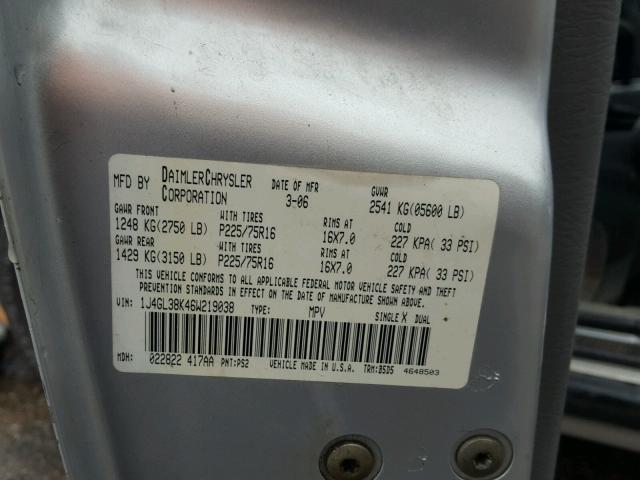 MFD BY DAIMLERCHRYSLER CORPORATION DATE OF MFR 3-06 GVWR 2541 KG(05600 LB)
GAWR FRONT WITH TIRES RIMS AT COLD
1248 KG(2750 LB) P225/75R16 16X7.0 227 KPA( 33 PSI)
GAWR REAR WITH TIRES RIMS AT COLD
1429 KG(3150 LB) P225/75R16 16X7.0 227 KPA( 33 PSI)
THIS VEHICLE CONFORMS TO ALL APPLICABLE FEDERAL MOTOR VEHICLE SAFETY AND THEFT
PREVENTION STANDARDS IN EFFECT ON THE DATE OF MANUFACTURE SHOWN ABOVE.
VIN: 1J4GL38K46W219038 TYPE: MPV SINGLE X DUAL
MDH: 022822 417AA PNT:PS2 VEHICLE MADE IN U.S.A. TRM:B5D5 4648503